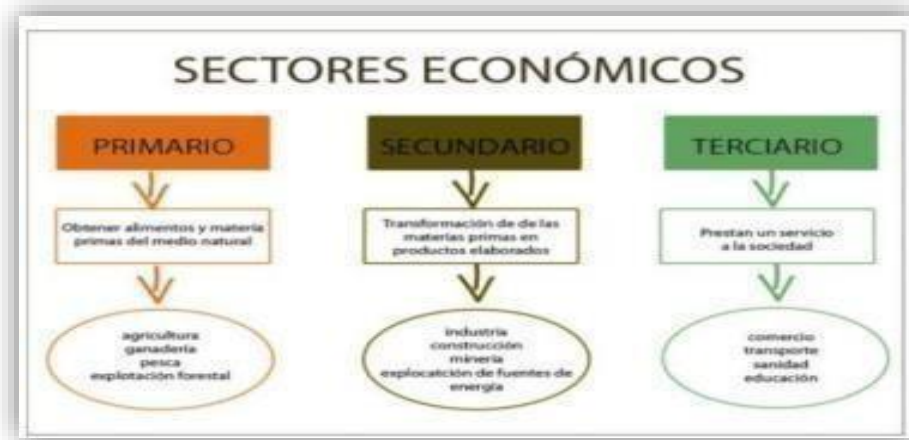 SECTORES ECONÓMICOS
PRIMARIO
Obtener alimentos y materia
primas del medio natural
agricultura
ganadería
pesca
explotación forestal
SECUNDARIO
Transformación de de las
materias primas en
productos elaborados
industria
construcción
minería
explocatción de fuentes de
energía
TERCIARIO
Prestan un servicio
a la sociedad
comercio
transporte
sanidad
educación